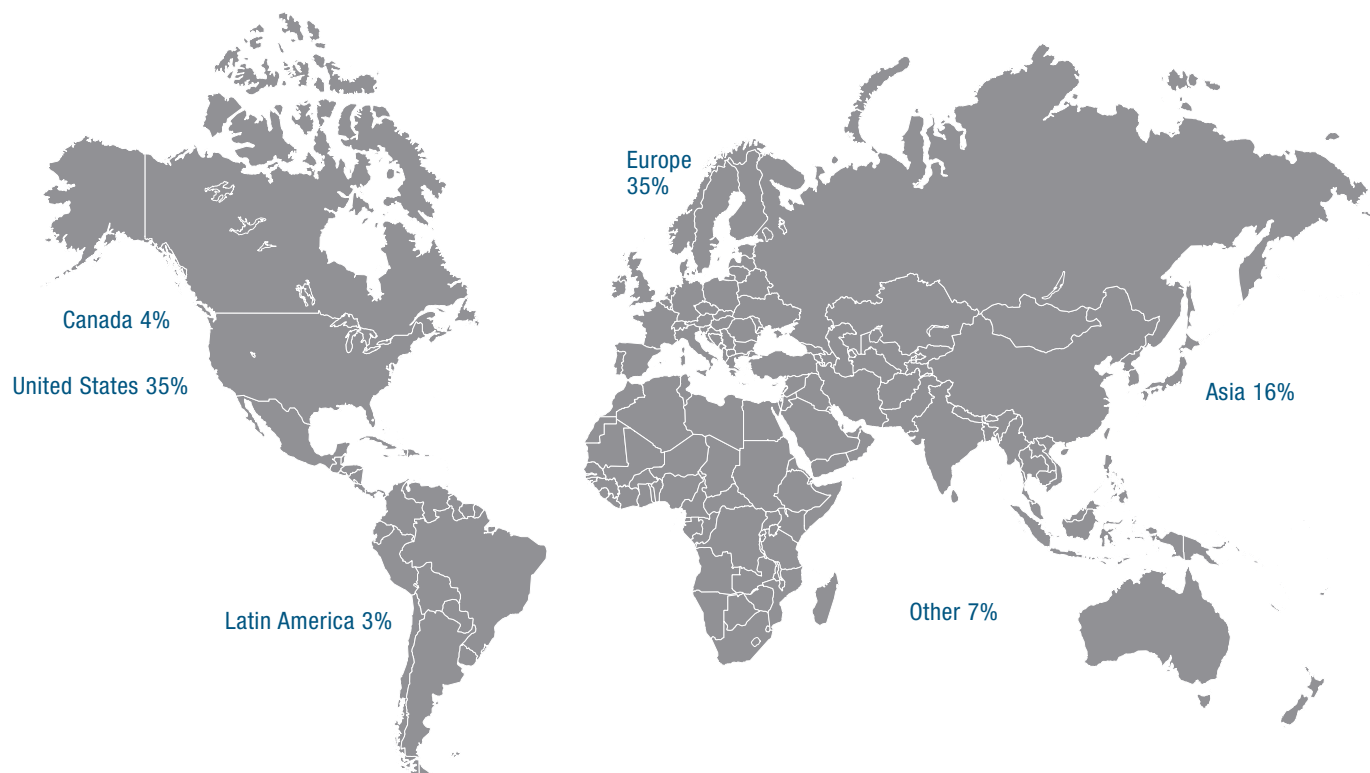 Europe
35%
Canada 4%
United States 35%
Asia 16%
Latin America 3%
Other 7%